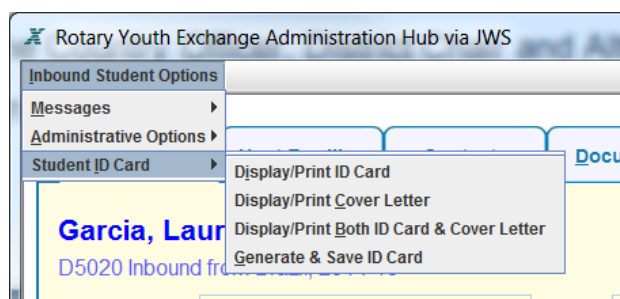 Rotary Youth Exchange Administration Hub via JWS
Inbound Student Options
Messages
Administrative Options
Student ID Card
Display/Print ID Card
Display/Print Cover Letter
Display/Print Both ID Card & Cover Letter
Generate & Save ID Card
Docu
Garcia, Laur
D5020 Inbound from